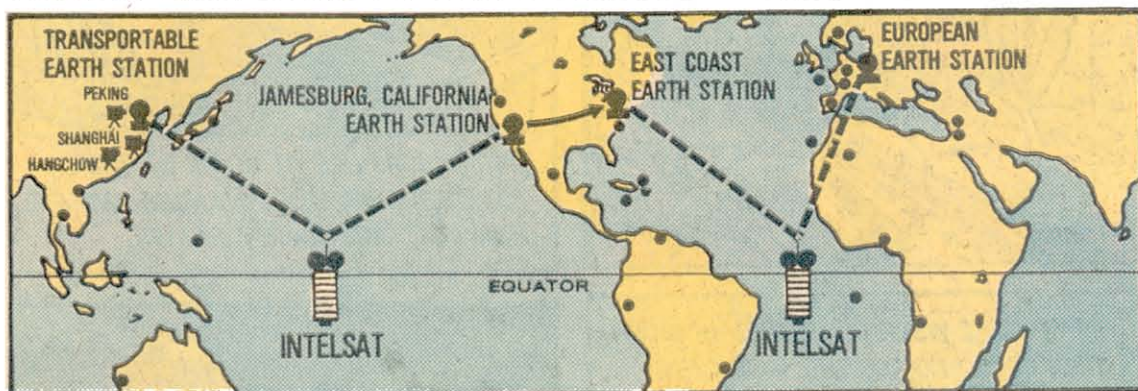 TRANSPORTABLE
EARTH STATION
PEKING
SHANGHAI
HANGCHOW
JAMESBURG, CALIFORNIA
EARTH STATION
EAST COAST
EARTH STATION
EUROPEAN
EARTH STATION
EQUATOR
INTELSAT
INTELSAT